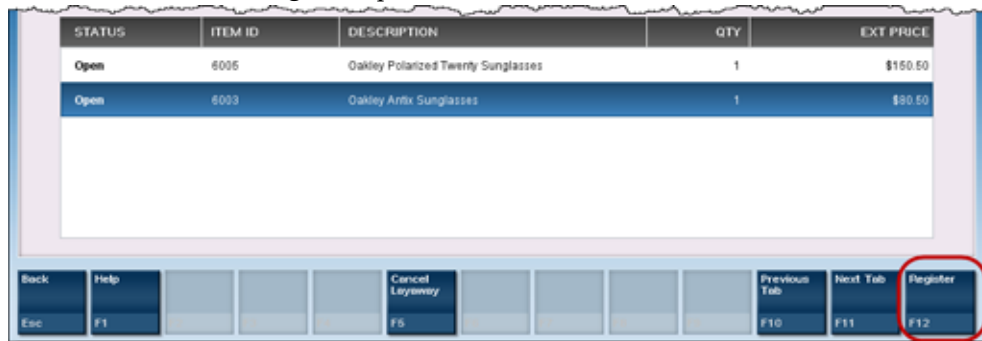 STATUS ITEM ID DESCRIPTION QTY EXT PRICE
Open 6005 Oakley Polarized Twenty Sunglasses 1 $150.50
Open 6003 Oakley Antix Sunglasses 1 $80.50
Back Help Cancel Previous Next Tab Register
Layaway Tab
Esc F1 F5 F10 F11 F12